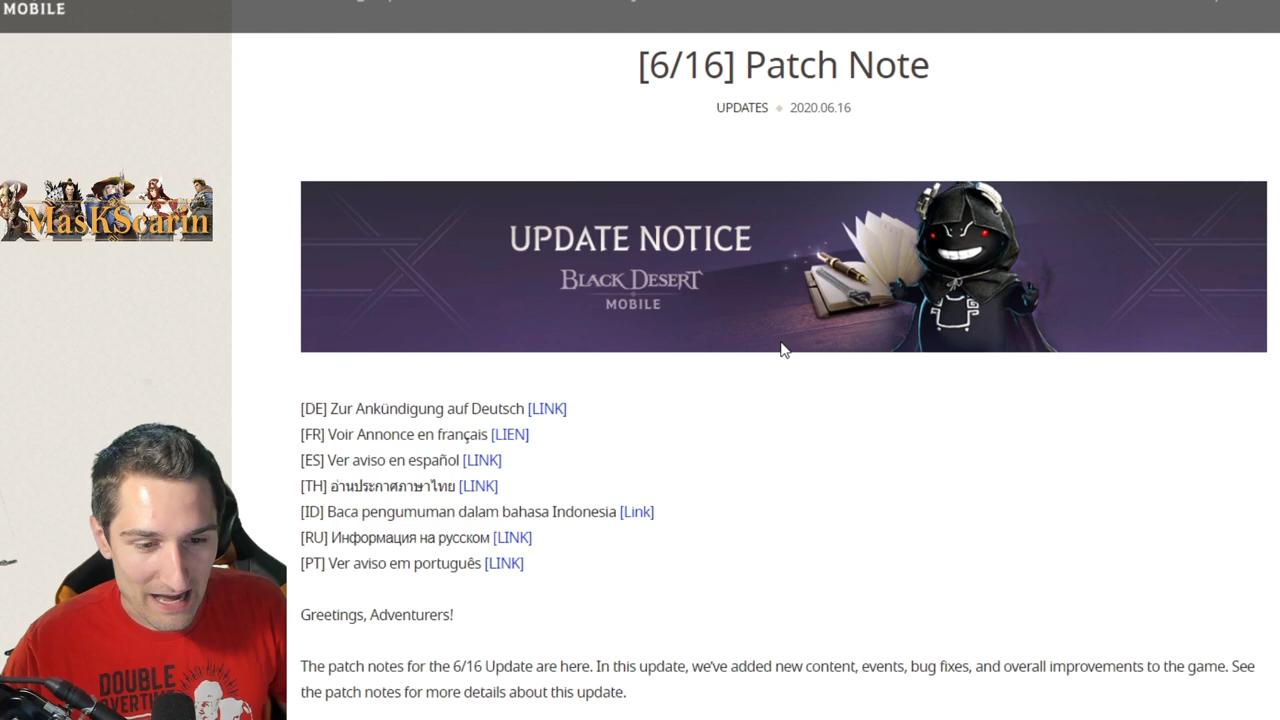 MOBILE
[6/16] Patch Note
UPDATES ◆ 2020.06.16
MasKScarin
UPDATE NOTICE
BLACK DESERT
MOBILE
[DE] Zur Ankündigung auf Deutsch [LINK]
[FR] Voir Annonce en français [LIEN]
[ES] Ver aviso en español [LINK]
[TH] อ่านประกาศภาษาไทย [LINK]
[ID] Baca pengumuman dalam bahasa Indonesia [Link]
[RU] Информация на русском [LINK]
[PT] Ver aviso em português [LINK]
Greetings, Adventurers!
The patch notes for the 6/16 Update are here. In this update, we've added new content, events, bug fixes, and overall improvements to the game. See
the patch notes for more details about this update.
DOUBLE